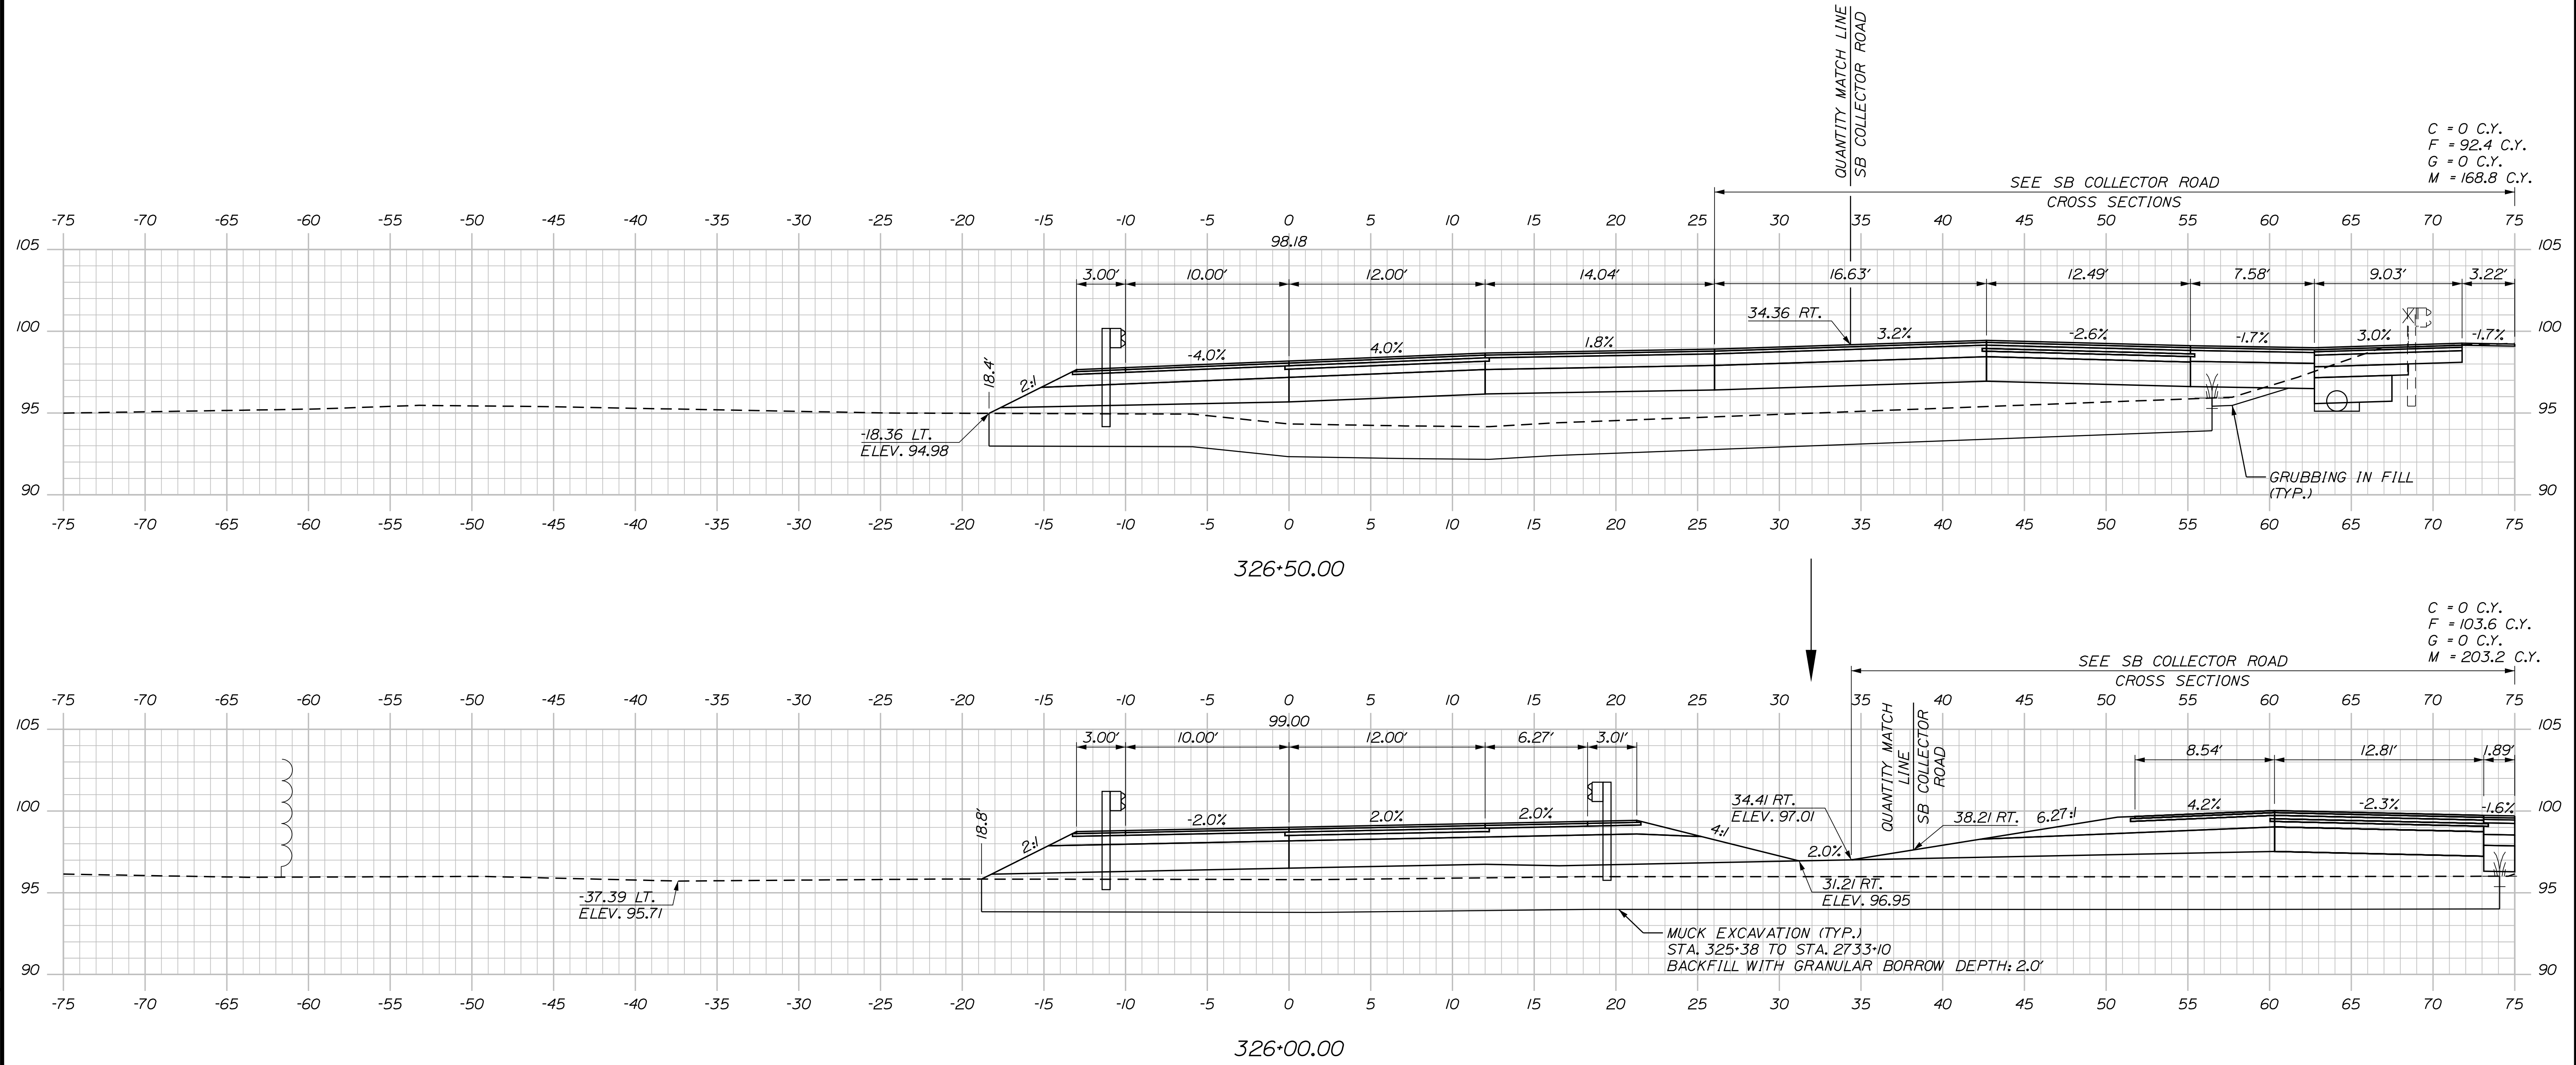 QUANTITY MATCH LINE
SB COLLECTOR ROAD
C = 0 C.Y.
F = 92.4 C.Y.
G = 0 C.Y.
M = 168.8 C.Y.
SEE SB COLLECTOR ROAD
CROSS SECTIONS
-75 -70 -65 -60 -55 -50 -45 -40 -35 -30 -25 -20 -15 -10 -5 0 5 10 15 20 25 30 35 40 45 50 55 60 65 70 75
105 98.18 105
3.00' 10.00' 12.00' 14.04' 16.63' 12.49' 7.58' 9.03' 3.22'
34.36 RT.
100 100
-4.0% 4.0% 1.8% 3.2% -2.6% -1.7% 3.0% -1.7%
18.4' 2:1
95 95
-18.36 LT.
ELEV. 94.98
GRUBBING IN FILL
(TYP.)
90 90
-75 -70 -65 -60 -55 -50 -45 -40 -35 -30 -25 -20 -15 -10 -5 0 5 10 15 20 25 30 35 40 45 50 55 60 65 70 75
326+50.00
C = 0 C.Y.
F = 103.6 C.Y.
G = 0 C.Y.
M = 203.2 C.Y.
SEE SB COLLECTOR ROAD
CROSS SECTIONS
-75 -70 -65 -60 -55 -50 -45 -40 -35 -30 -25 -20 -15 -10 -5 0 5 10 15 20 25 30 35 40 45 50 55 60 65 70 75
105 99.00 105
QUANTITY MATCH
LINE
SB COLLECTOR
ROAD
3.00' 10.00' 12.00' 6.27' 3.01' 8.54' 12.81' 1.89'
34.41 RT.
ELEV. 97.01
100 100
38.21 RT.
6.27:1
-2.0% 2.0% 2.0% 4:1 2.0% 4.2% -2.3% -1.6%
18.8' 2:1
95 95
-37.39 LT.
ELEV. 95.71
31.21 RT.
ELEV. 96.95
MUCK EXCAVATION (TYP.)
STA. 325+38 TO STA. 2733+10
BACKFILL WITH GRANULAR BORROW DEPTH: 2.0'
90 90
-75 -70 -65 -60 -55 -50 -45 -40 -35 -30 -25 -20 -15 -10 -5 0 5 10 15 20 25 30 35 40 45 50 55 60 65 70 75
326+00.00